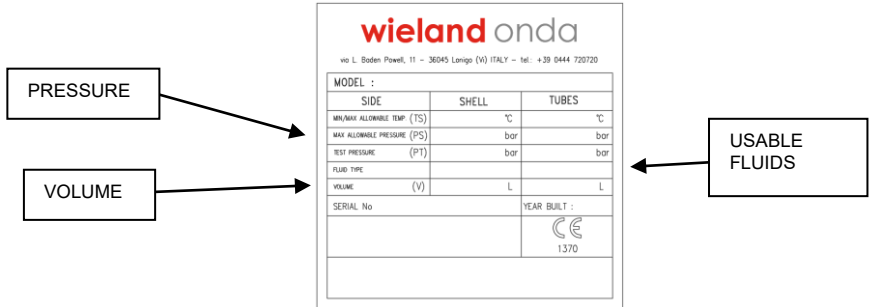 wieland onda
via L. Baden Powell, 11 – 36045 Lonigo (Vi) ITALY – tel.: +39 0444 720720
MODEL :
SIDE SHELL TUBES
MIN/MAX ALLOWABLE TEMP (TS) °C °C
MAX ALLOWABLE PRESSURE (PS) bar bar
TEST PRESSURE (PT) bar bar
FLUID TYPE
VOLUME (V) L L
SERIAL No YEAR BUILT :
CE
1370
PRESSURE
VOLUME
USABLE
FLUIDS